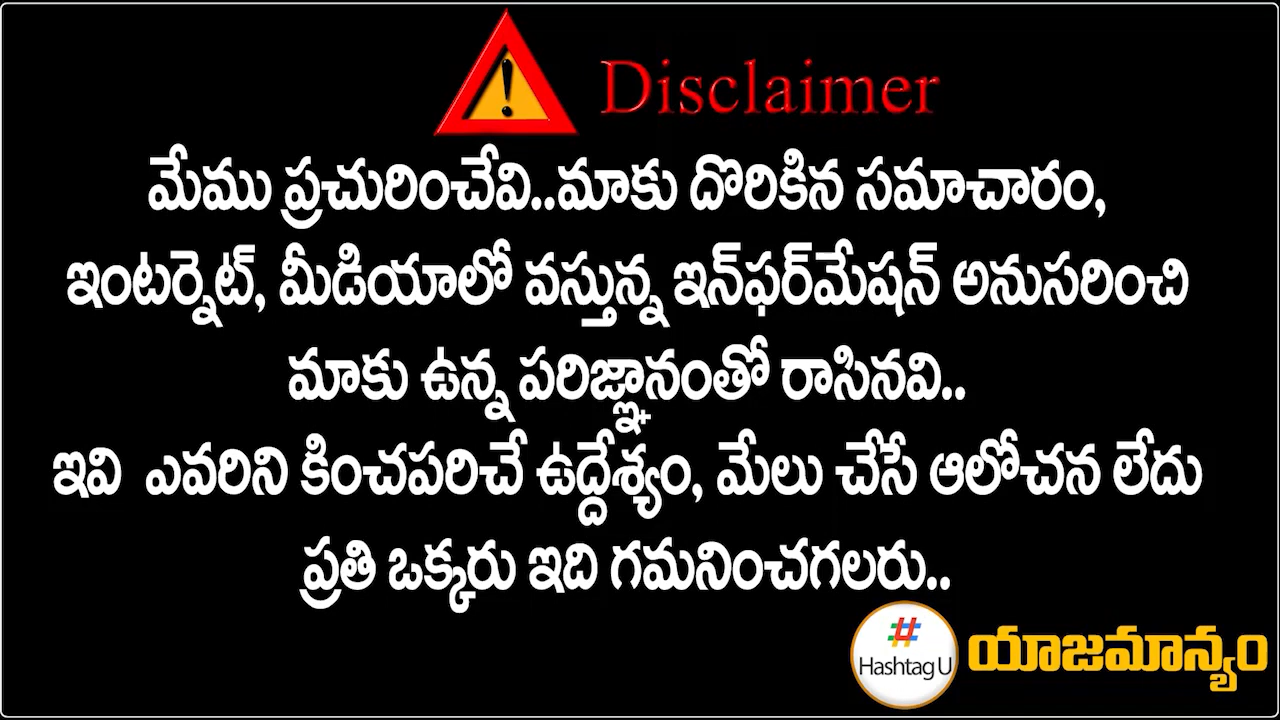 Disclaimer
మేము ప్రచురించేవి..మాకు దొరికిన సమాచారం,
ఇంటర్నెట్, మీడియాలో వస్తున్న ఇన్‌ఫర్‌మేషన్ అనుసరించి
మాకు ఉన్న పరిజ్ఞానంతో రాసినవి..
ఇవి ఎవరిని కించపరిచే ఉద్దేశ్యం, మేలు చేసే ఆలోచన లేదు
ప్రతి ఒక్కరు ఇది గమనించగలరు..
# Hashtag U యాజమాన్యం